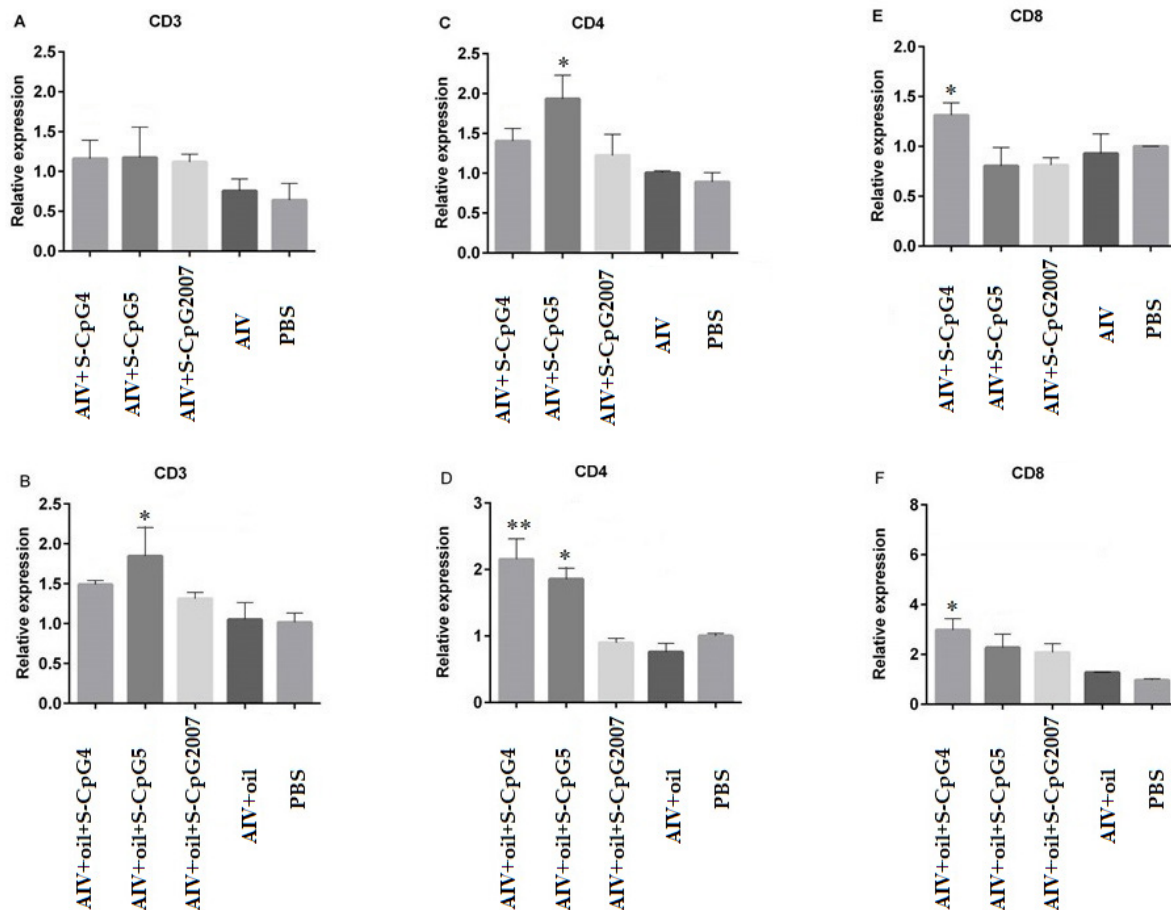 A
CD3
Relative expression
2.5
2.0
1.5
1.0
0.5
0.0
AIV+S-CpG4
AIV+S-CpG5
AIV+S-CpG2007
AIV
PBS
C
CD4
Relative expression
2.5
2.0
1.5
1.0
0.5
0.0
*
AIV+S-CpG4
AIV+S-CpG5
AIV+S-CpG2007
AIV
PBS
E
CD8
Relative expression
2.0
1.5
1.0
0.5
0.0
*
AIV+S-CpG4
AIV+S-CpG5
AIV+S-CpG2007
AIV
PBS
B
CD3
Relative expression
2.5
2.0
1.5
1.0
0.5
0.0
*
AIV+oil+S-CpG4
AIV+oil+S-CpG5
AIV+oil+S-CpG2007
AIV+oil
PBS
D
CD4
Relative expression
3
2
1
0
**
*
AIV+oil+S-CpG4
AIV+oil+S-CpG5
AIV+oil+S-CpG2007
AIV+oil
PBS
F
CD8
Relative expression
8
6
4
2
0
*
AIV+oil+S-CpG4
AIV+oil+S-CpG5
AIV+oil+S-CpG2007
AIV+oil
PBS